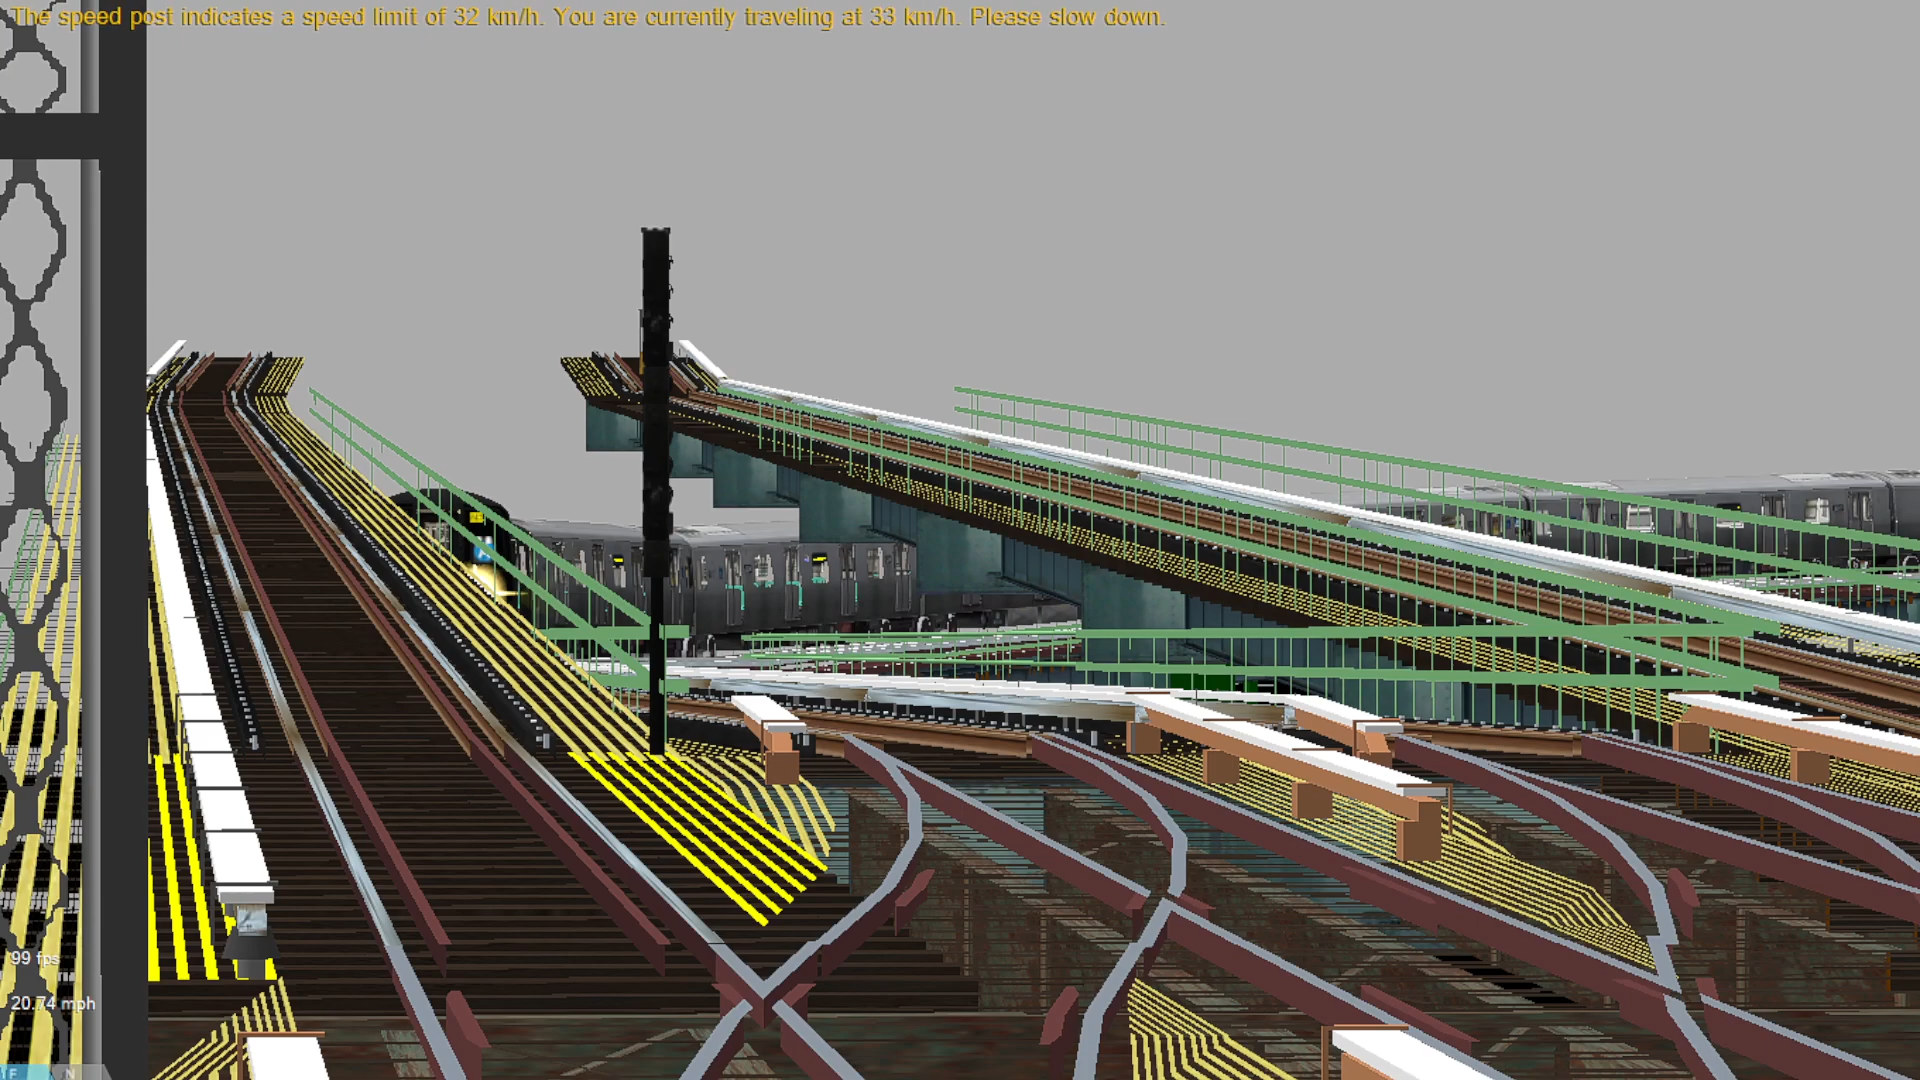 The speed post indicates a speed limit of 32 km/h. You are currently traveling at 33 km/h. Please slow down.
99 fps
20.74 mph
F N